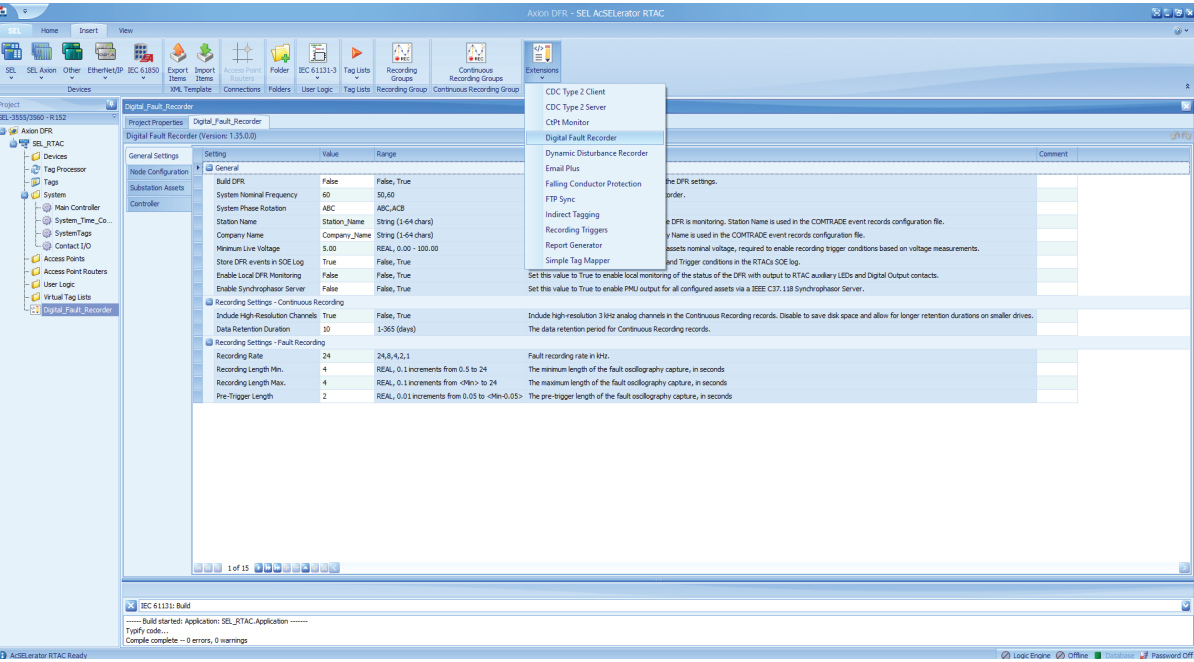 Axion DFR - SEL AcSELerator RTAC
SEL Home Insert View
SEL SEL Axion Other EtherNet/IP IEC 61850 Export Items Import Items Access Point Routers Folder IEC 61131-3 Tag Lists Recording Groups Continuous Recording Groups Extensions
Devices XML Template Connections Folders User Logic Tag Lists Recording Group Continuous Recording Group
CDC Type 2 Client
CDC Type 2 Server
CtPt Monitor
Digital Fault Recorder
Dynamic Disturbance Recorder
Email Plus
Falling Conductor Protection
FTP Sync
Indirect Tagging
Recording Triggers
Report Generator
Simple Tag Mapper
Project
SEL-3555/3560 - R152
Axion DFR
SEL_RTAC
Devices
Tag Processor
Tags
System
Main Controller
System_Time_Co...
SystemTags
Contact I/O
Access Points
Access Point Routers
User Logic
Virtual Tag Lists
Digital_Fault_Recorder
Digital_Fault_Recorder
Project Properties Digital_Fault_Recorder
Digital Fault Recorder (Version: 1.35.0.0)
General Settings
Node Configuration
Substation Assets
Controller
Setting Value Range Comment
General
Build DFR False False, True the DFR settings.
System Nominal Frequency 60 50,60 order.
System Phase Rotation ABC ABC,ACB
Station Name Station_Name String (1-64 chars) e DFR is monitoring. Station Name is used in the COMTRADE event records configuration file.
Company Name Company_Name String (1-64 chars) y Name is used in the COMTRADE event records configuration file.
Minimum Live Voltage 5.00 REAL, 0.00 - 100.00 assets nominal voltage, required to enable recording trigger conditions based on voltage measurements.
Store DFR events in SOE Log True False, True and Trigger conditions in the RTACs SOE log.
Enable Local DFR Monitoring False False, True Set this value to True to enable local monitoring of the status of the DFR with output to RTAC auxiliary LEDs and Digital Output contacts.
Enable Synchrophasor Server False False, True Set this value to True to enable PMU output for all configured assets via a IEEE C37.118 Synchrophasor Server.
Recording Settings - Continuous Recording
Include High-Resolution Channels True False, True Include high-resolution 3 kHz analog channels in the Continuous Recording records. Disable to save disk space and allow for longer retention durations on smaller drives.
Data Retention Duration 10 1-365 (days) The data retention period for Continuous Recording records.
Recording Settings - Fault Recording
Recording Rate 24 24,8,4,2,1 Fault recording rate in kHz.
Recording Length Min. 4 REAL, 0.1 increments from 0.5 to 24 The minimum length of the fault oscillography capture, in seconds
Recording Length Max. 4 REAL, 0.1 increments from <Min> to 24 The maximum length of the fault oscillography capture, in seconds
Pre-Trigger Length 2 REAL, 0.01 increments from 0.05 to <Min-0.05> The pre-trigger length of the fault oscillography capture, in seconds
1 of 15
IEC 61131: Build
------ Build started: Application: SEL_RTAC.Application -------
Typify code...
Compile complete -- 0 errors, 0 warnings
AcSELerator RTAC Ready Logic Engine Offline Database Password Off